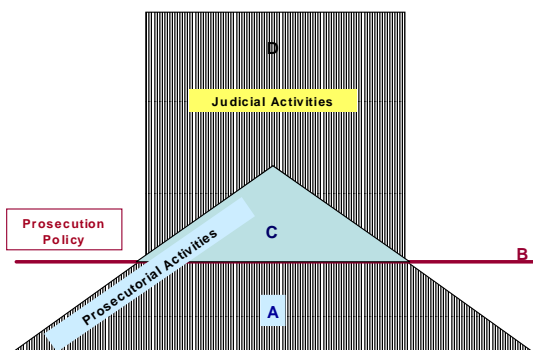 D
Judicial Activities
Prosecution
Policy
Prosecutorial Activities
C
B
A